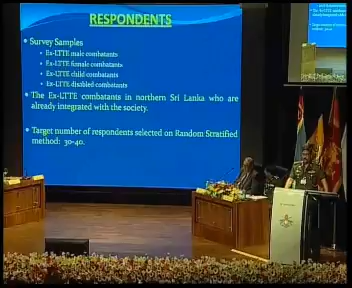 RESPONDENTS
Survey Samples
Ex-LTTE male combatants
Ex-LTTE female combatants
Ex-LTTE child combatants
Ex-LTTE disabled combatants
The Ex-LTTE combatants in northern Sri Lanka who are
already integrated with the society.
Target number of respondents selected on Random Stratified
method: 30-40.